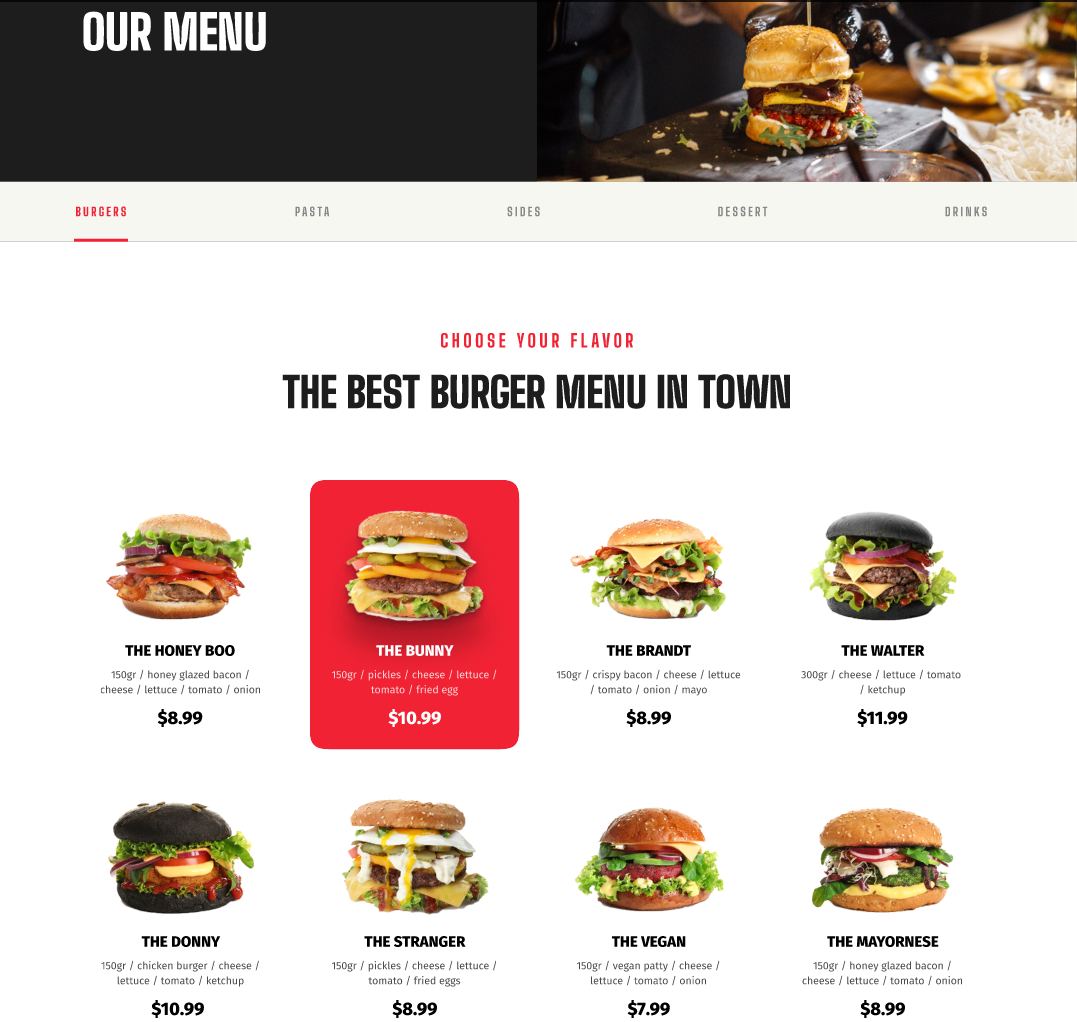 OUR MENU
BURGERS
PASTA
SIDES
DESSERT
DRINKS
CHOOSE YOUR FLAVOR
THE BEST BURGER MENU IN TOWN
THE HONEY BOO
150gr / honey glazed bacon /
cheese / lettuce / tomato / onion
$8.99
THE BUNNY
150gr / pickles / cheese / lettuce /
tomato / fried egg
$10.99
THE BRANDT
150gr / crispy bacon / cheese / lettuce
/ tomato / onion / mayo
$8.99
THE WALTER
300gr / cheese / lettuce / tomato
/ ketchup
$11.99
THE DONNY
150gr / chicken burger / cheese /
lettuce / tomato / ketchup
$10.99
THE STRANGER
150gr / pickles / cheese / lettuce /
tomato / fried eggs
$8.99
THE VEGAN
150gr / vegan patty / cheese /
lettuce / tomato / onion
$7.99
THE MAYORNESE
150gr / honey glazed bacon /
cheese / lettuce / tomato / onion
$8.99